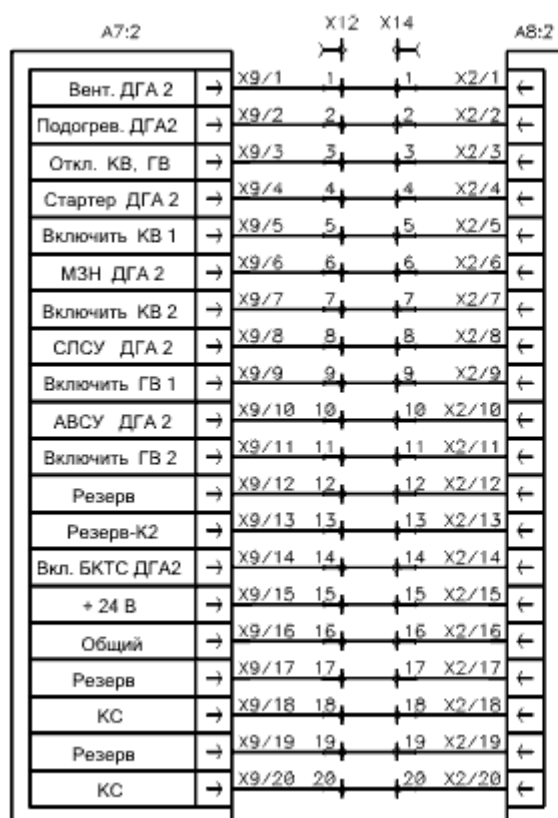 A7:2 X12 X14 A8:2
Вент. ДГА 2 X9/1 1 1 X2/1
Подогрев. ДГА2 X9/2 2 2 X2/2
Откл. КВ, ГВ X9/3 3 3 X2/3
Стартер ДГА 2 X9/4 4 4 X2/4
Включить КВ 1 X9/5 5 5 X2/5
МЗН ДГА 2 X9/6 6 6 X2/6
Включить КВ 2 X9/7 7 7 X2/7
СЛСУ ДГА 2 X9/8 8 8 X2/8
Включить ГВ 1 X9/9 9 9 X2/9
АВСУ ДГА 2 X9/10 10 10 X2/10
Включить ГВ 2 X9/11 11 11 X2/11
Резерв X9/12 12 12 X2/12
Резерв-К2 X9/13 13 13 X2/13
Вкл. БКТС ДГА2 X9/14 14 14 X2/14
+ 24 В X9/15 15 15 X2/15
Общий X9/16 16 16 X2/16
Резерв X9/17 17 17 X2/17
КС X9/18 18 18 X2/18
Резерв X9/19 19 19 X2/19
КС X9/20 20 20 X2/20